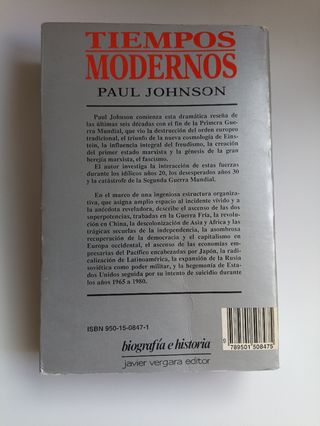 TIEMPOS
MODERNOS
PAUL JOHNSON
Paul Johnson comienza esta dramática reseña de
las últimas seis décadas con el fin de la Primera Gue-
rra Mundial, que vio la destrucción del orden europeo
tradicional, el triunfo de la nueva cosmología de Eins-
tein, la influencia integral del freudismo, la creación
del primer estado marxista y la génesis de la gran
herejía marxista, el fascismo.
El autor investiga la interacción de estas fuerzas
durante los idílicos años 20, los desesperados años 30
y la catástrofe de la Segunda Guerra Mundial.
En el marco de una ingeniosa estructura organiza-
tiva, que asigna amplio espacio al incidente vívido y a
la anécdota reveladora, describe el ascenso de las dos
superpotencias, trabadas en la Guerra Fría, la revolu-
ción en China, la descolonización de Asia y Africa y las
trágicas secuelas de la independencia, la asombrosa
recuperación de la democracia y el capitalismo en
Europa occidental, el ascenso de las economías empre-
sarias del Pacífico encabezadas por Japón, la radica-
lización de Latinoamérica, la expansión de la Rusia
soviética como poder militar, y la hegemonía de Esta-
dos Unidos seguida por su intento de suicidio durante
los años 1965 a 1980.
ISBN 950-15-0847-1
9 789501 508475
biografía e historia
javier vergara editor